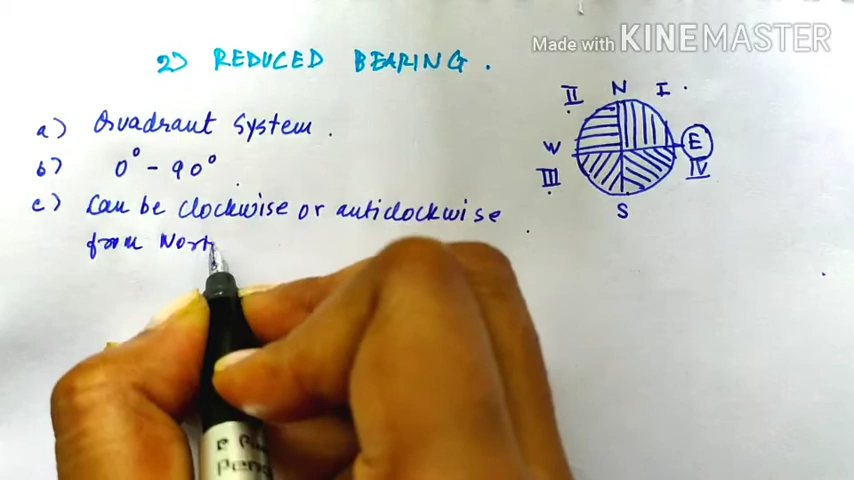 Made with KINEMASTER
2) REDUCED BEARING.
a) Quadrant System.
b) 0° - 90°.
c) Can be clockwise or anticlockwise
from Nort
II N I
W E
III IV
S